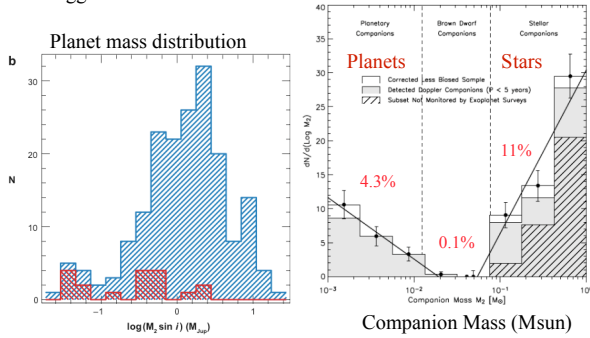 Planet mass distribution
b
30
20
N
10
0
−1
0
1
log(M₂ sin i) (M_Jup)
40
35
30
25
20
15
10
5
0
dN/d(Log M₂)
Planetary Companions
Brown Dwarf Companions
Stellar Companions
Planets
Stars
Corrected Less Biased Sample
Detected Doppler Companions (P < 5 years)
Subset Not Monitored by Exoplanet Surveys
4.3%
0.1%
11%
10⁻³
10⁻²
10⁻¹
10⁰
Companion Mass M₂ [M⊙]
Companion Mass (Msun)